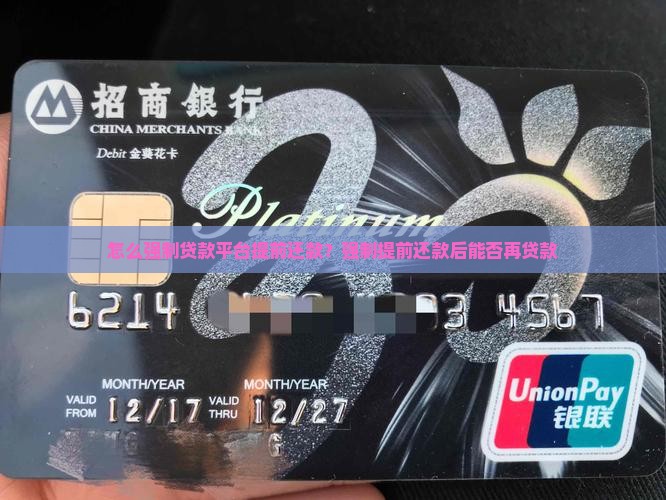 招商銀行
CHINA MERCHANTS BANK
Debit 金葵花卡
Platinum
怎么强制贷款平台提前还款？强制提前还款后能否再贷款
6214 03 4567
MONTH/YEAR MONTH/YEAR
VALID FROM 12/17 VALID THRU 12/27
UnionPay
银联